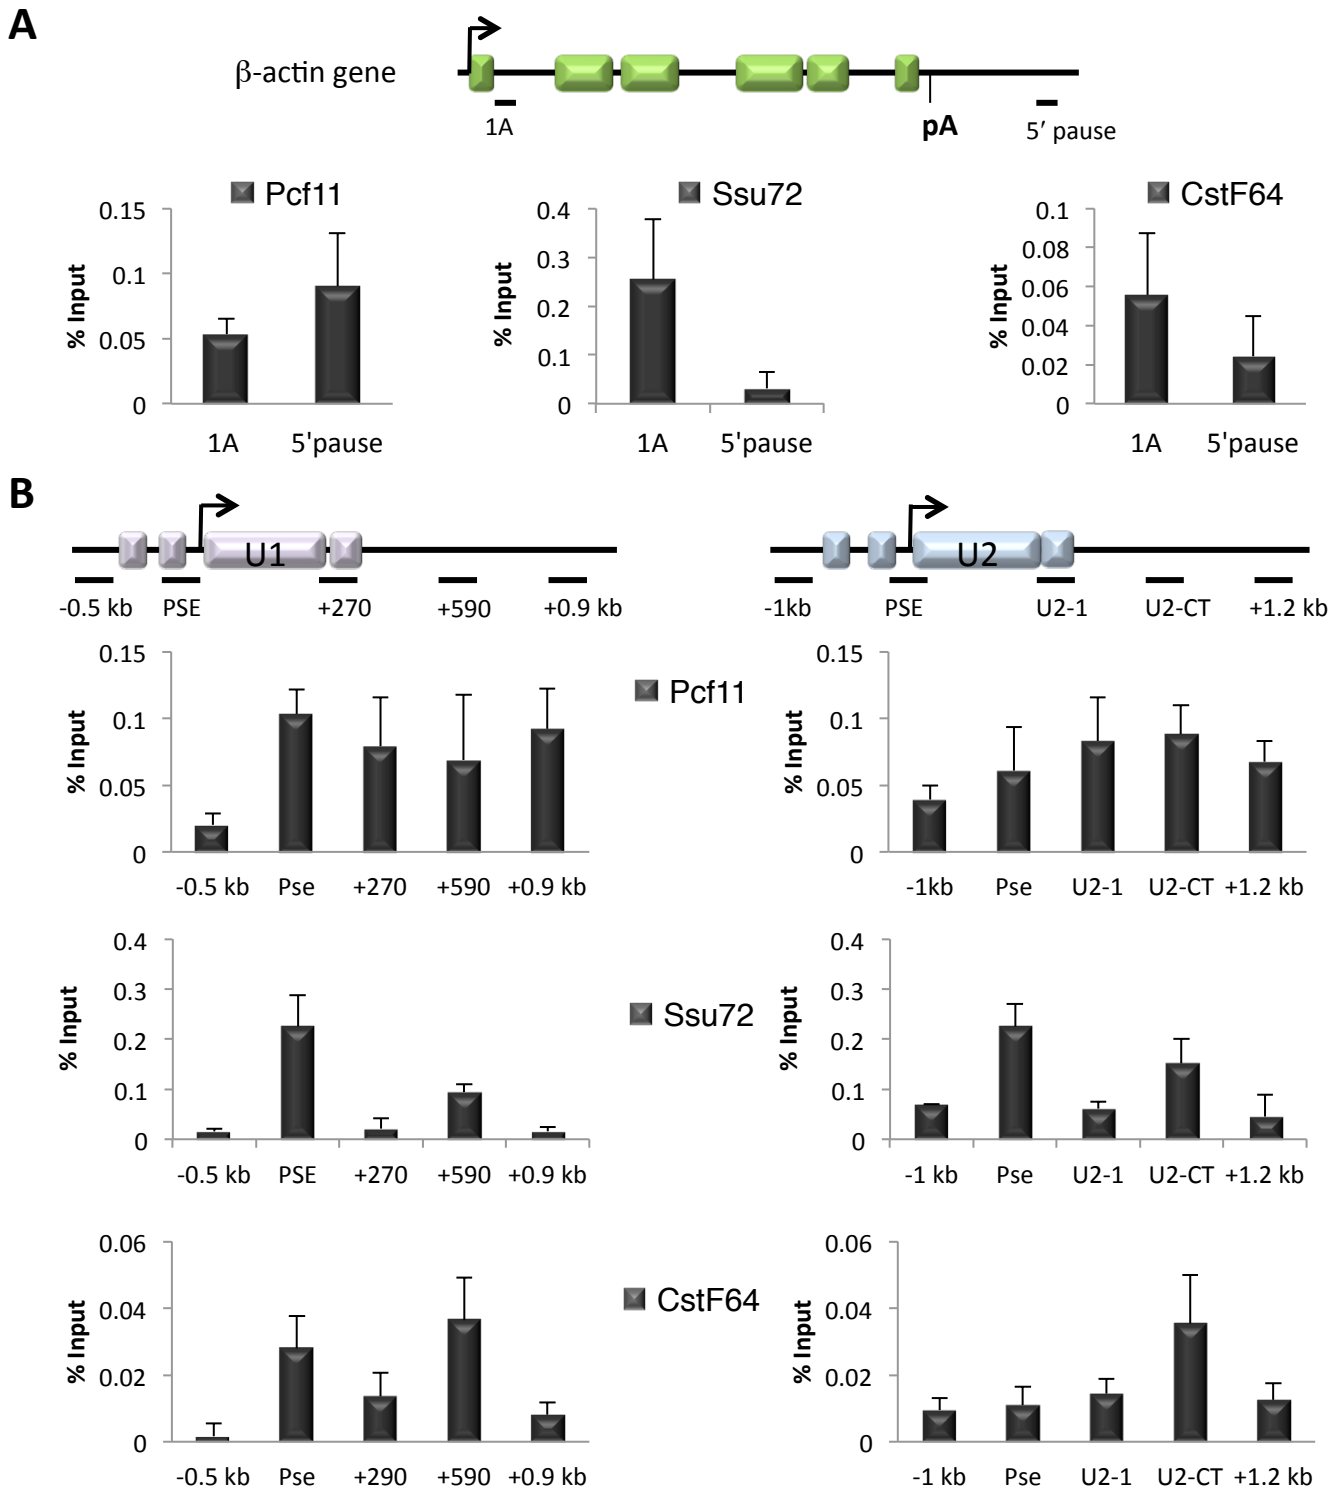 A
β-actin gene
1A
pA
5′ pause
Pcf11
Ssu72
CstF64
% Input
0.15
0.1
0.05
0
1A 5'pause
% Input
0.4
0.3
0.2
0.1
0
1A 5'pause
% Input
0.1
0.08
0.06
0.04
0.02
0
1A 5'pause
B
U1
-0.5 kb PSE +270 +590 +0.9 kb
U2
-1kb PSE U2-1 U2-CT +1.2 kb
Pcf11
% Input
0.15
0.1
0.05
0
-0.5 kb Pse +270 +590 +0.9 kb
% Input
0.15
0.1
0.05
0
-1kb Pse U2-1 U2-CT +1.2 kb
Ssu72
% Input
0.4
0.3
0.2
0.1
0
-0.5 kb PSE +270 +590 +0.9 kb
% Input
0.4
0.3
0.2
0.1
0
-1 kb Pse U2-1 U2-CT +1.2 kb
CstF64
% Input
0.06
0.04
0.02
0
-0.5 kb Pse +290 +590 +0.9 kb
% Input
0.06
0.04
0.02
0
-1 kb Pse U2-1 U2-CT +1.2 kb